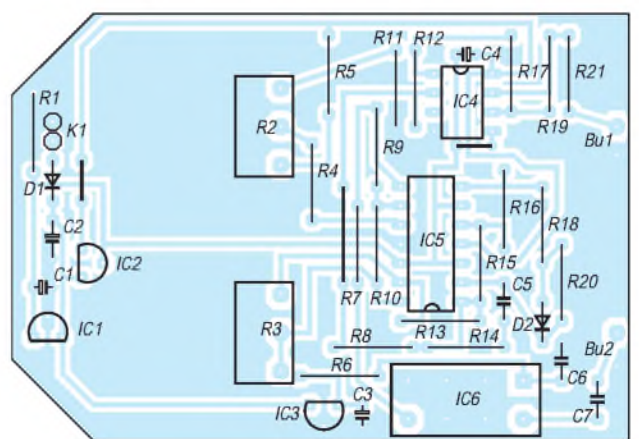 R1
K1
D1
C2
C1
IC1
IC2
R2
R3
R4
R5
R11
R12
C4
IC4
R17
R21
R19
Bu1
R9
R7
R10
IC5
R16
R18
R15
C5
R20
D2
R13
R8
R14
R6
Bu2
C6
IC3
C3
IC6
C7